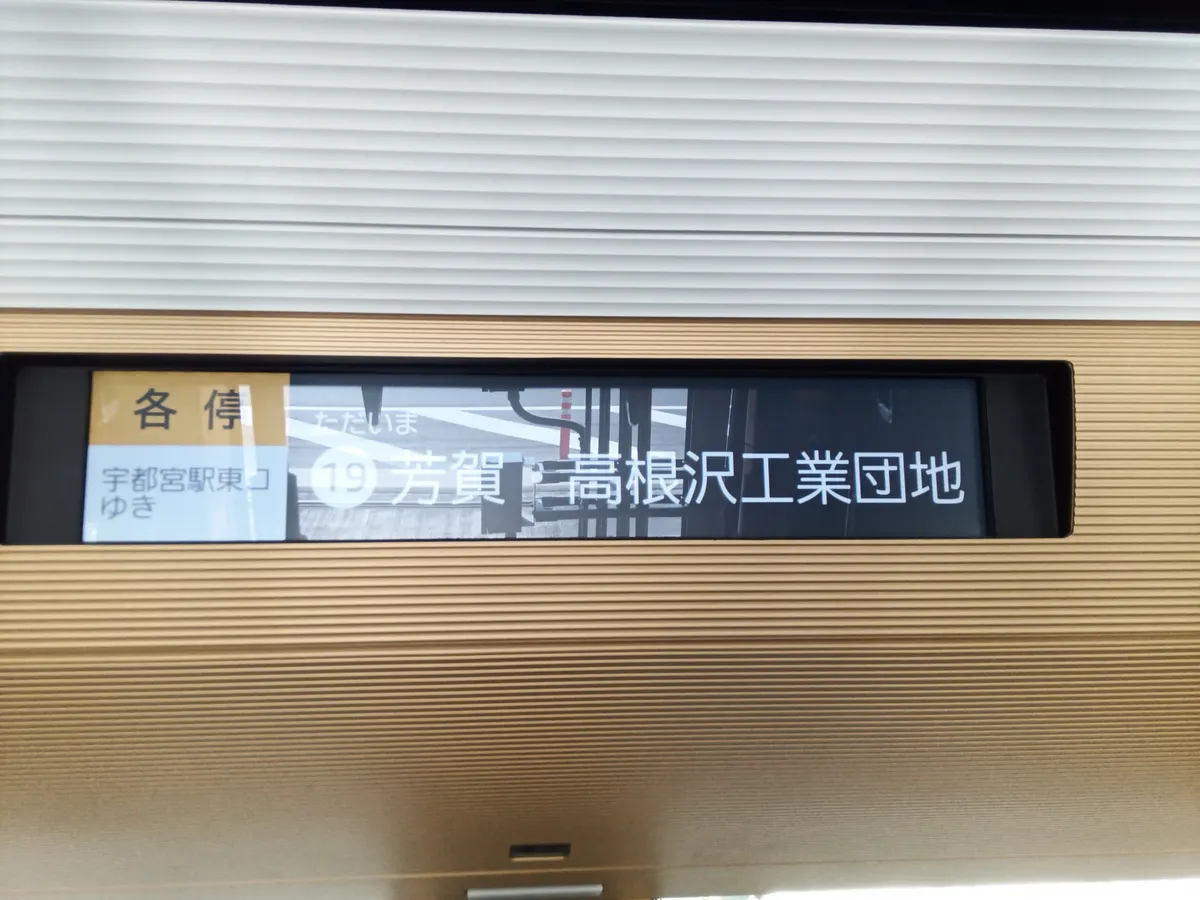 各停
宇都宮駅東口
ゆき
ただいま
19 芳賀・高根沢工業団地